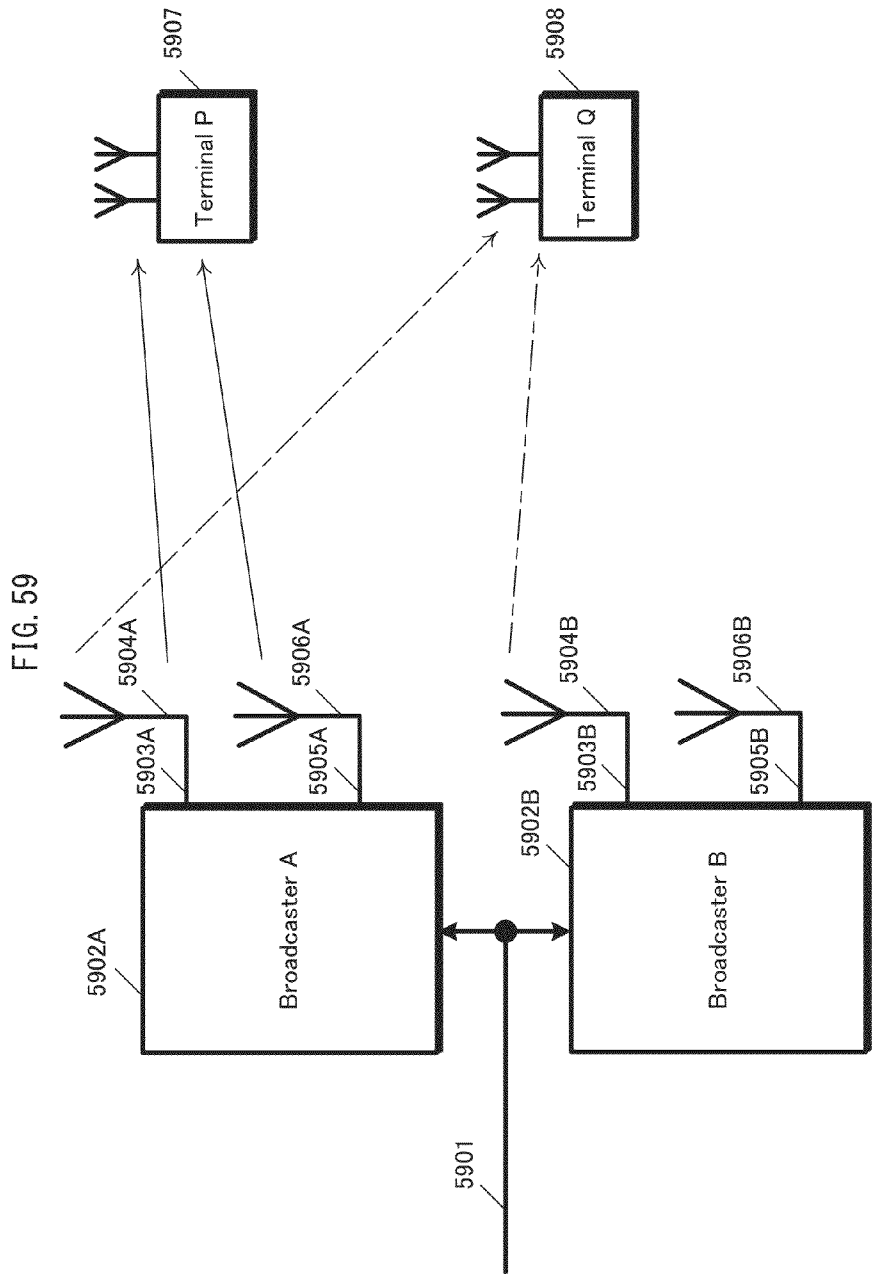 FIG. 59
5902A
Broadcaster A
5903A
5904A
5905A
5906A
5907
Terminal P
5901
5902B
Broadcaster B
5903B
5904B
5905B
5906B
5908
Terminal Q